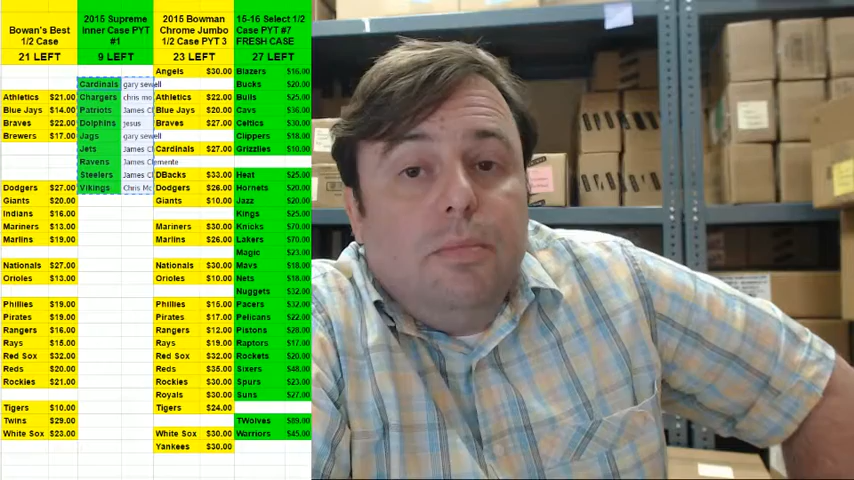 Bowan's Best
1/2 Case
21 LEFT
Athletics $21.00
Blue Jays $14.00
Braves $22.00
Brewers $17.00
Dodgers $27.00
Giants $20.00
Indians $16.00
Mariners $13.00
Marlins $19.00
Nationals $27.00
Orioles $13.00
Phillies $19.00
Pirates $19.00
Rangers $16.00
Rays $15.00
Red Sox $32.00
Reds $20.00
Rockies $21.00
Tigers $10.00
Twins $29.00
White Sox $23.00
2015 Supreme
Inner Case PYT
#1
9 LEFT
Cardinals gary sewell
Chargers chris mo
Patriots James Cl
Dolphins jesus
Jags gary sewell
Jets James Cl
Ravens James Clemente
Steelers James Cl
Vikings Chris Mc
2015 Bowman
Chrome Jumbo
1/2 Case PYT 3
23 LEFT
Angels $30.00
Athletics $22.00
Blue Jays $20.00
Braves $27.00
Cardinals $27.00
DBacks $33.00
Dodgers $26.00
Giants $10.00
Mariners $30.00
Marlins $26.00
Nationals $30.00
Orioles $10.00
Phillies $15.00
Pirates $17.00
Rangers $12.00
Rays $19.00
Red Sox $32.00
Reds $35.00
Rockies $30.00
Royals $30.00
Tigers $24.00
White Sox $30.00
Yankees $30.00
15-16 Select 1/2
Case PYT #7
FRESH CASE
27 LEFT
Blazers $16.00
Bucks $20.00
Bulls $25.00
Cavs $36.00
Celtics $30.00
Clippers $18.00
Grizzlies $10.00
Heat $25.00
Hornets $20.00
Jazz $20.00
Kings $25.00
Knicks $70.00
Lakers $70.00
Magic $23.00
Mavs $18.00
Nets $18.00
Nuggets $32.00
Pacers $32.00
Pelicans $22.00
Pistons $28.00
Raptors $17.00
Rockets $20.00
Sixers $48.00
Spurs $23.00
Suns $27.00
TWolves $89.00
Warriors $45.00